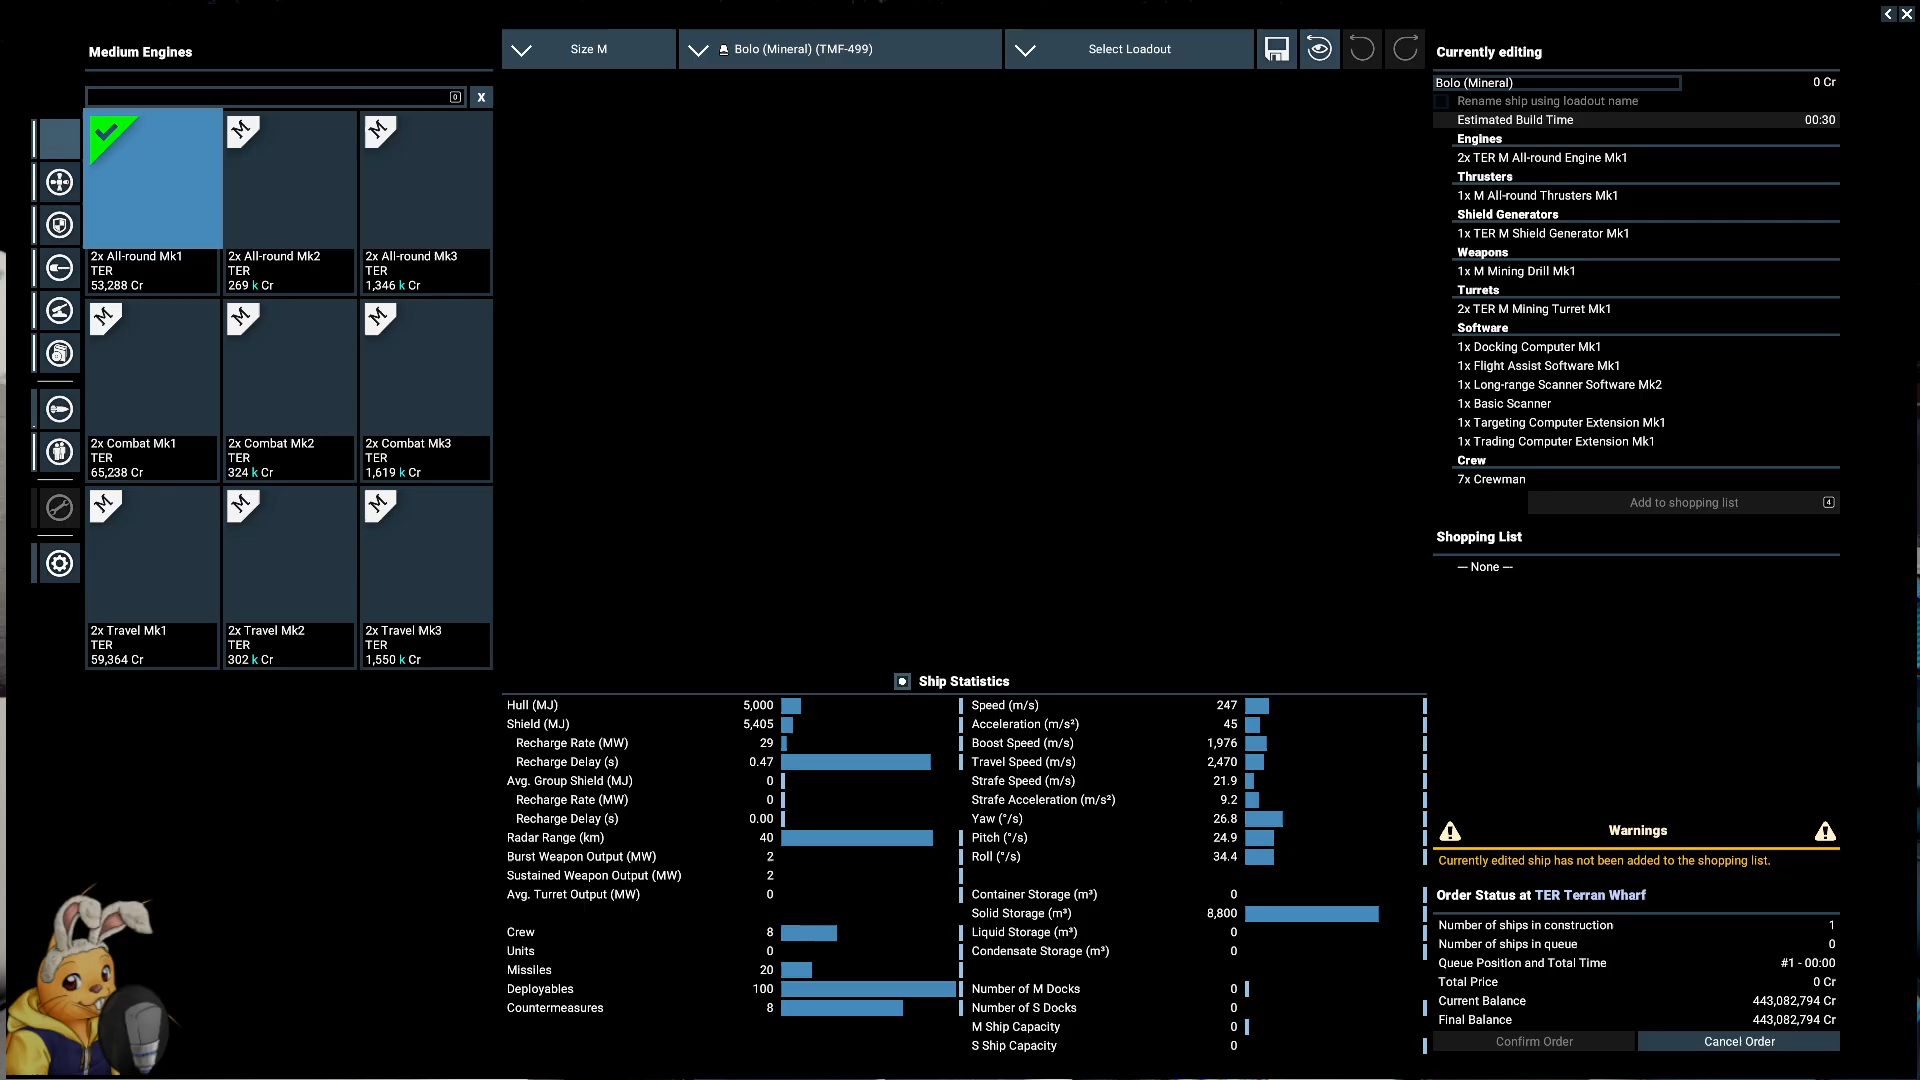 Medium Engines
0
X
2x All-round Mk1
TER
53,288 Cr
M
2x All-round Mk2
TER
269 k Cr
M
2x All-round Mk3
TER
1,346 k Cr
M
2x Combat Mk1
TER
65,238 Cr
M
2x Combat Mk2
TER
324 k Cr
M
2x Combat Mk3
TER
1,619 k Cr
M
2x Travel Mk1
TER
59,364 Cr
M
2x Travel Mk2
TER
302 k Cr
M
2x Travel Mk3
TER
1,550 k Cr
Size M
Bolo (Mineral) (TMF-499)
Select Loadout
Ship Statistics
Hull (MJ) 5,000
Shield (MJ) 5,405
Recharge Rate (MW) 29
Recharge Delay (s) 0.47
Avg. Group Shield (MJ) 0
Recharge Rate (MW) 0
Recharge Delay (s) 0.00
Radar Range (km) 40
Burst Weapon Output (MW) 2
Sustained Weapon Output (MW) 2
Avg. Turret Output (MW) 0
Crew 8
Units 0
Missiles 20
Deployables 100
Countermeasures 8
Speed (m/s) 247
Acceleration (m/s²) 45
Boost Speed (m/s) 1,976
Travel Speed (m/s) 2,470
Strafe Speed (m/s) 21.9
Strafe Acceleration (m/s²) 9.2
Yaw (°/s) 26.8
Pitch (°/s) 24.9
Roll (°/s) 34.4
Container Storage (m³) 0
Solid Storage (m³) 8,800
Liquid Storage (m³) 0
Condensate Storage (m³) 0
Number of M Docks 0
Number of S Docks 0
M Ship Capacity 0
S Ship Capacity 0
Currently editing
Bolo (Mineral) 0 Cr
Rename ship using loadout name
Estimated Build Time 00:30
Engines
2x TER M All-round Engine Mk1
Thrusters
1x M All-round Thrusters Mk1
Shield Generators
1x TER M Shield Generator Mk1
Weapons
1x M Mining Drill Mk1
Turrets
2x TER M Mining Turret Mk1
Software
1x Docking Computer Mk1
1x Flight Assist Software Mk1
1x Long-range Scanner Software Mk2
1x Basic Scanner
1x Targeting Computer Extension Mk1
1x Trading Computer Extension Mk1
Crew
7x Crewman
Add to shopping list 4
Shopping List
— None —
Warnings
Currently edited ship has not been added to the shopping list.
Order Status at TER Terran Wharf
Number of ships in construction 1
Number of ships in queue 0
Queue Position and Total Time #1 - 00:00
Total Price 0 Cr
Current Balance 443,082,794 Cr
Final Balance 443,082,794 Cr
Confirm Order
Cancel Order